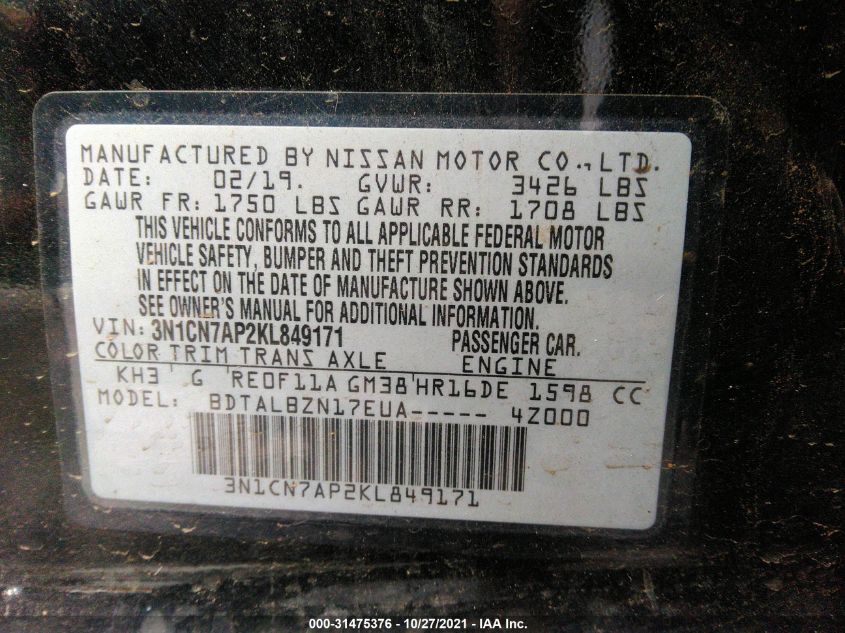 MANUFACTURED BY NISSAN MOTOR CO., LTD.
DATE: 02/19. GVWR: 3426 LBS
GAWR FR: 1750 LBS GAWR RR: 1708 LBS
THIS VEHICLE CONFORMS TO ALL APPLICABLE FEDERAL MOTOR
VEHICLE SAFETY, BUMPER AND THEFT PREVENTION STANDARDS
IN EFFECT ON THE DATE OF MANUFACTURE SHOWN ABOVE.
SEE OWNER'S MANUAL FOR ADDITIONAL INFORMATION.
VIN: 3N1CN7AP2KL849171 PASSENGER CAR.
COLOR TRIM TRANS AXLE ENGINE
KH3 G RE0F11A GM38 HR16DE 1598 CC
MODEL: BDTALBZN17EUA----- 4Z000
3N1CN7AP2KL849171
000-31475376 - 10/27/2021 - IAA Inc.